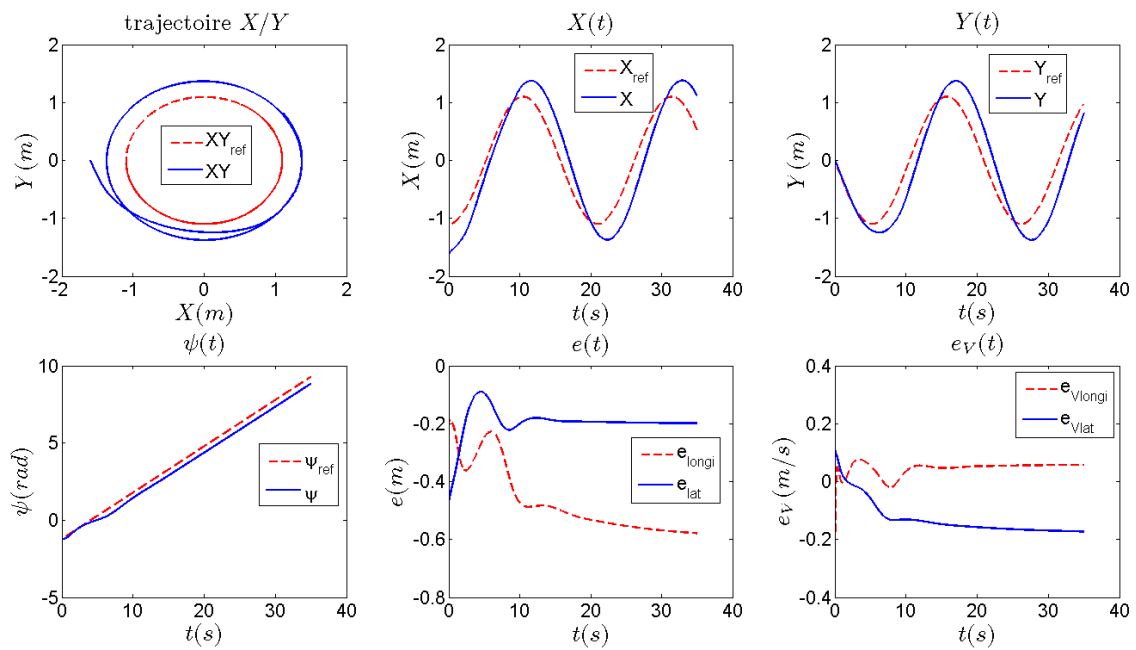 trajectoire X/Y
2
1
0
-1
-2
Y(m)
XY_ref
XY
-2
-1
0
1
2
X(m)
X(t)
2
1
0
-1
-2
X(m)
X_ref
X
0
10
20
30
40
t(s)
Y(t)
2
1
0
-1
-2
Y(m)
Y_ref
Y
0
10
20
30
40
t(s)
ψ(t)
10
5
0
-5
ψ(rad)
ψ_ref
ψ
0
10
20
30
40
t(s)
e(t)
0
-0.2
-0.4
-0.6
-0.8
e(m)
e_longi
e_lat
0
10
20
30
40
t(s)
e_V(t)
0.4
0.2
0
-0.2
-0.4
e_V(m/s)
e_Vlongi
e_Vlat
0
10
20
30
40
t(s)